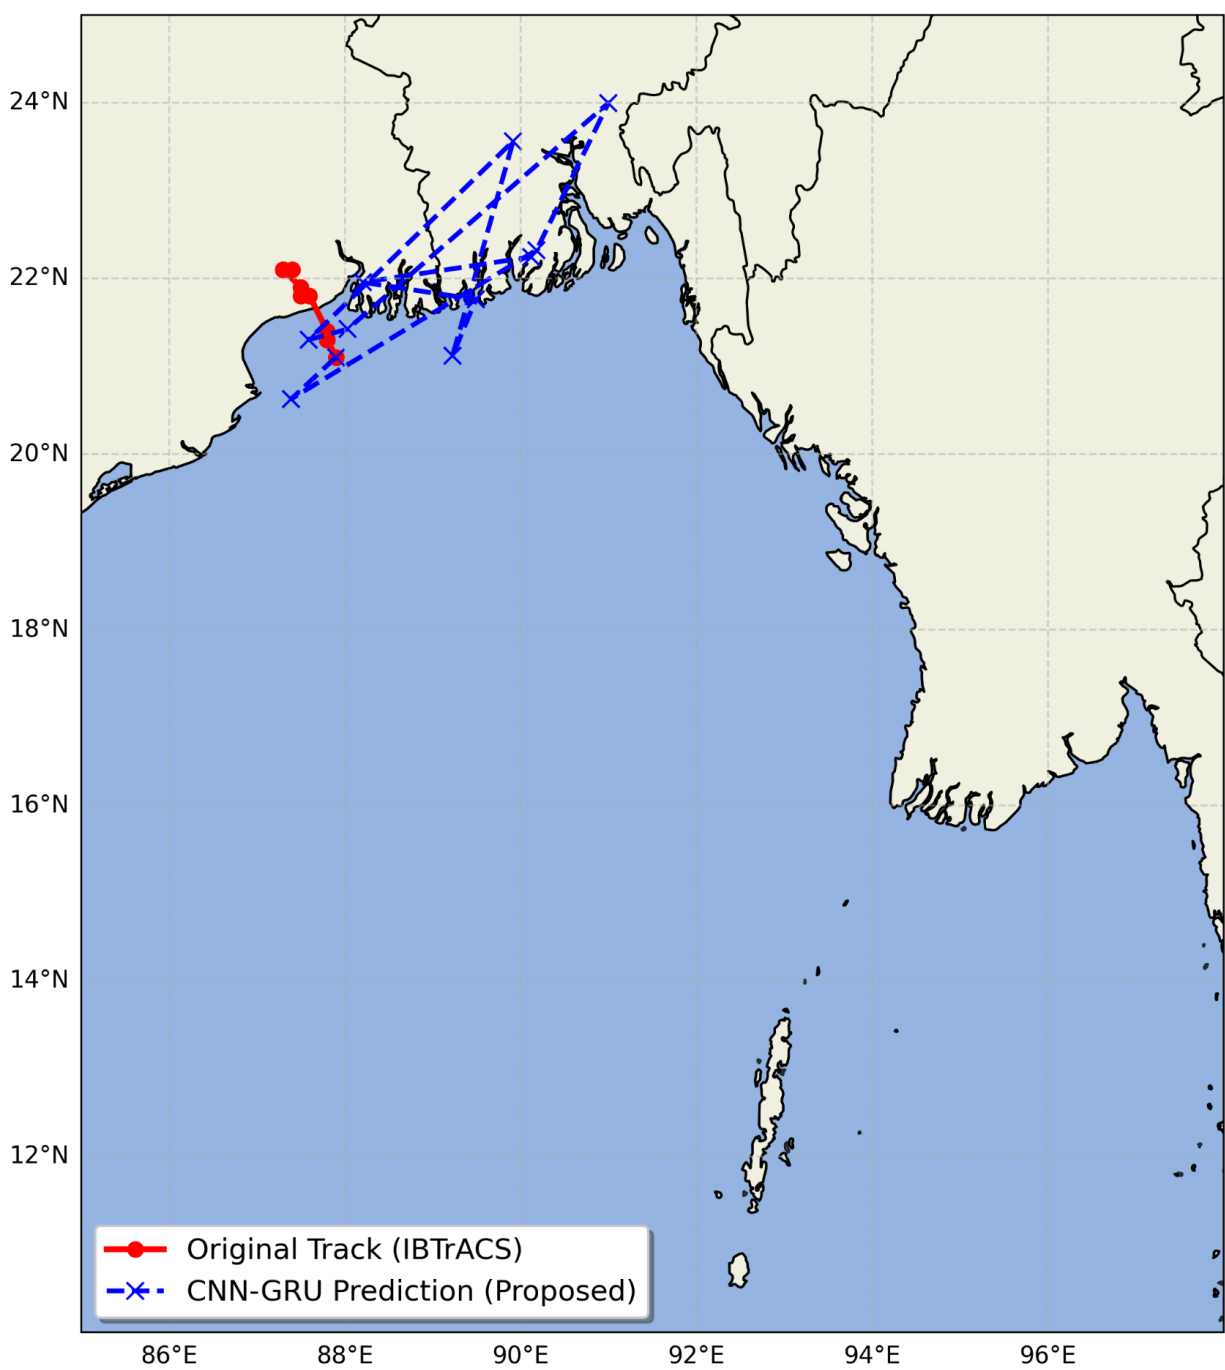 24°N
22°N
20°N
18°N
16°N
14°N
12°N
Original Track (IBTrACS)
CNN-GRU Prediction (Proposed)
86°E 88°E 90°E 92°E 94°E 96°E